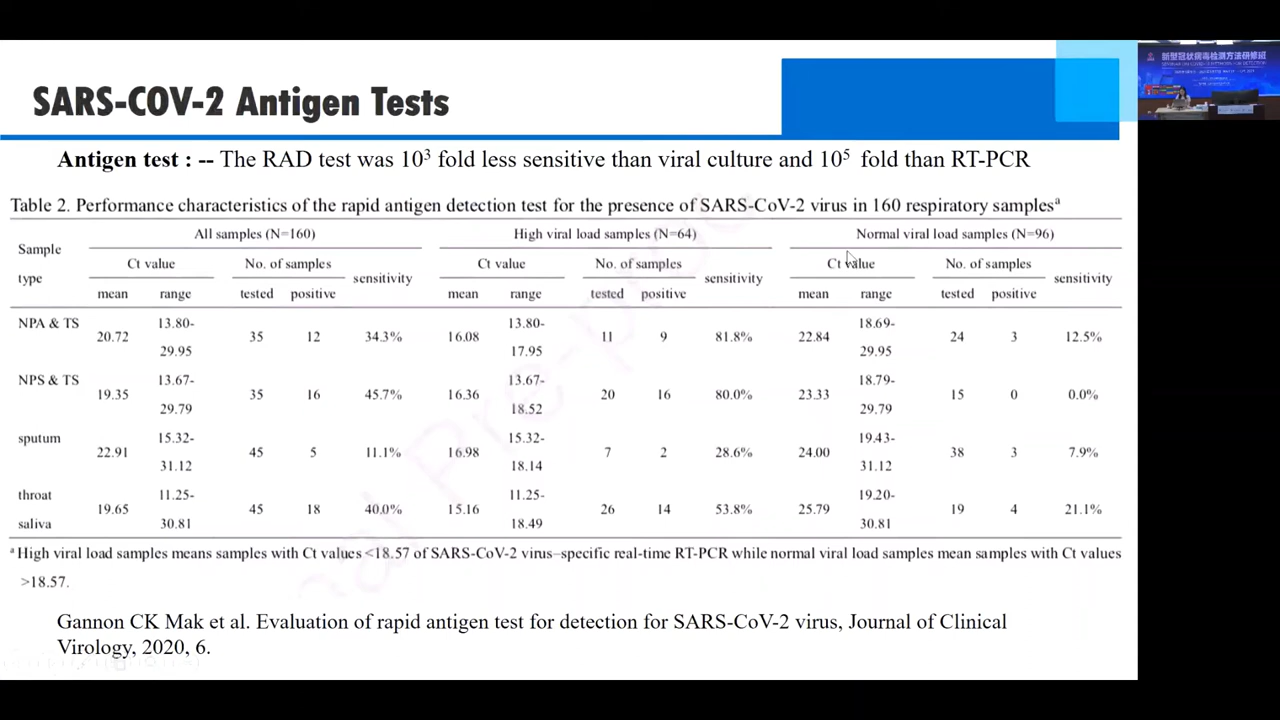 新型冠狀病毒检测方法研修班
SARS-COV-2 Antigen Tests
Antigen test : -- The RAD test was 10³ fold less sensitive than viral culture and 10⁵ fold than RT-PCR
Table 2. Performance characteristics of the rapid antigen detection test for the presence of SARS-CoV-2 virus in 160 respiratory samplesᵃ
Sample type All samples (N=160) High viral load samples (N=64) Normal viral load samples (N=96)
Ct value No. of samples sensitivity Ct value No. of samples sensitivity Ct value No. of samples sensitivity
mean range tested positive mean range tested positive mean range tested positive
NPA & TS 20.72 13.80-29.95 35 12 34.3% 16.08 13.80-17.95 11 9 81.8% 22.84 18.69-29.95 24 3 12.5%
NPS & TS 19.35 13.67-29.79 35 16 45.7% 16.36 13.67-18.52 20 16 80.0% 23.33 18.79-29.79 15 0 0.0%
sputum 22.91 15.32-31.12 45 5 11.1% 16.98 15.32-18.14 7 2 28.6% 24.00 19.43-31.12 38 3 7.9%
throat saliva 19.65 11.25-30.81 45 18 40.0% 15.16 11.25-18.49 26 14 53.8% 25.79 19.20-30.81 19 4 21.1%
ᵃ High viral load samples means samples with Ct values <18.57 of SARS-CoV-2 virus–specific real-time RT-PCR while normal viral load samples mean samples with Ct values
>18.57.
Gannon CK Mak et al. Evaluation of rapid antigen test for detection for SARS-CoV-2 virus, Journal of Clinical
Virology, 2020, 6.